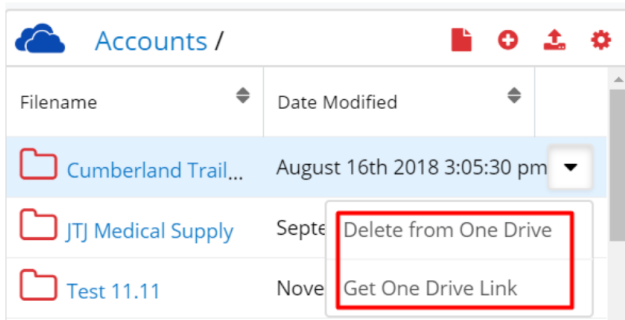 Accounts /
Filename Date Modified
Cumberland Trail... August 16th 2018 3:05:30 pm
JTJ Medical Supply Septe Delete from One Drive
Test 11.11 Nove Get One Drive Link